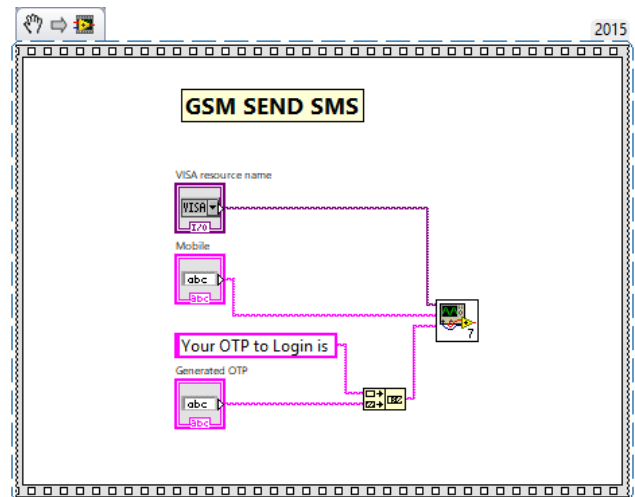 2015
GSM SEND SMS
VISA resource name
VISA
I/O
Mobile
abc
abc
7
Your OTP to Login is
Generated OTP
abc
abc